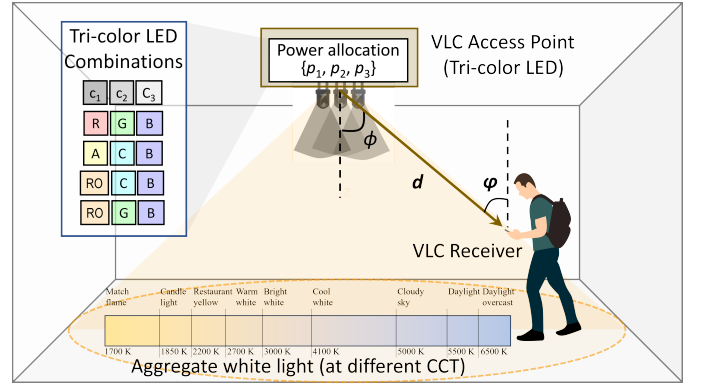 Tri-color LED
Combinations
c1 c2 C3
R G B
A C B
RO C B
RO G B
Power allocation
{p1, p2, p3}
VLC Access Point
(Tri-color LED)
ϕ
d
φ
VLC Receiver
Match
flame
Candle
light
Restaurant
yellow
Warm
white
Bright
white
Cool
white
Cloudy
sky
Daylight
Daylight
overcast
1700 K 1850 K 2200 K 2700 K 3000 K 4100 K 5000 K 5500 K 6500 K
Aggregate white light (at different CCT)